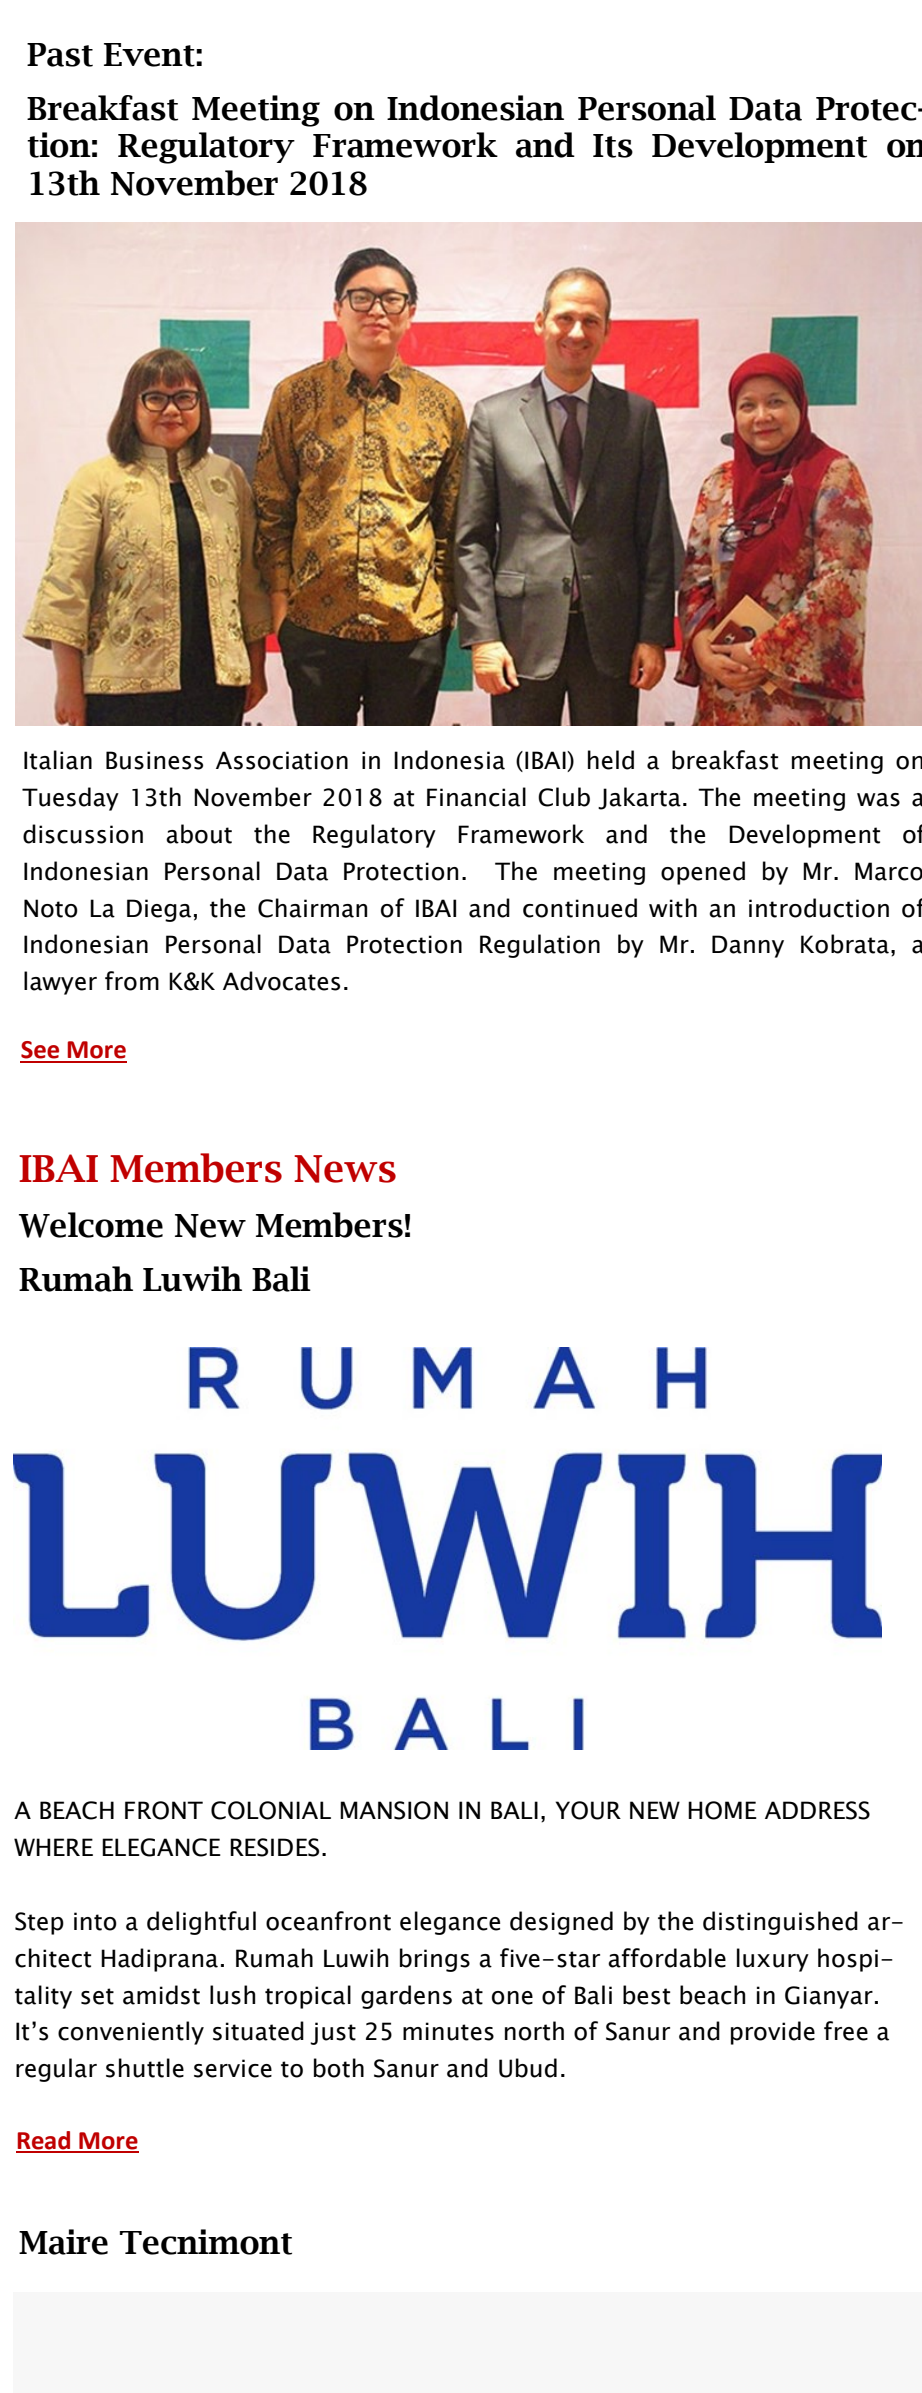 Past Event:
Breakfast Meeting on Indonesian Personal Data Protec-
tion: Regulatory Framework and Its Development on
13th November 2018
Italian Business Association in Indonesia (IBAI) held a breakfast meeting on
Tuesday 13th November 2018 at Financial Club Jakarta. The meeting was a
discussion about the Regulatory Framework and the Development of
Indonesian Personal Data Protection. The meeting opened by Mr. Marco
Noto La Diega, the Chairman of IBAI and continued with an introduction of
Indonesian Personal Data Protection Regulation by Mr. Danny Kobrata, a
lawyer from K&K Advocates.
See More
IBAI Members News
Welcome New Members!
Rumah Luwih Bali
RUMAH
LUWIH
BALI
A BEACH FRONT COLONIAL MANSION IN BALI, YOUR NEW HOME ADDRESS
WHERE ELEGANCE RESIDES.
Step into a delightful oceanfront elegance designed by the distinguished ar-
chitect Hadiprana. Rumah Luwih brings a five-star affordable luxury hospi-
tality set amidst lush tropical gardens at one of Bali best beach in Gianyar.
It’s conveniently situated just 25 minutes north of Sanur and provide free a
regular shuttle service to both Sanur and Ubud.
Read More
Maire Tecnimont